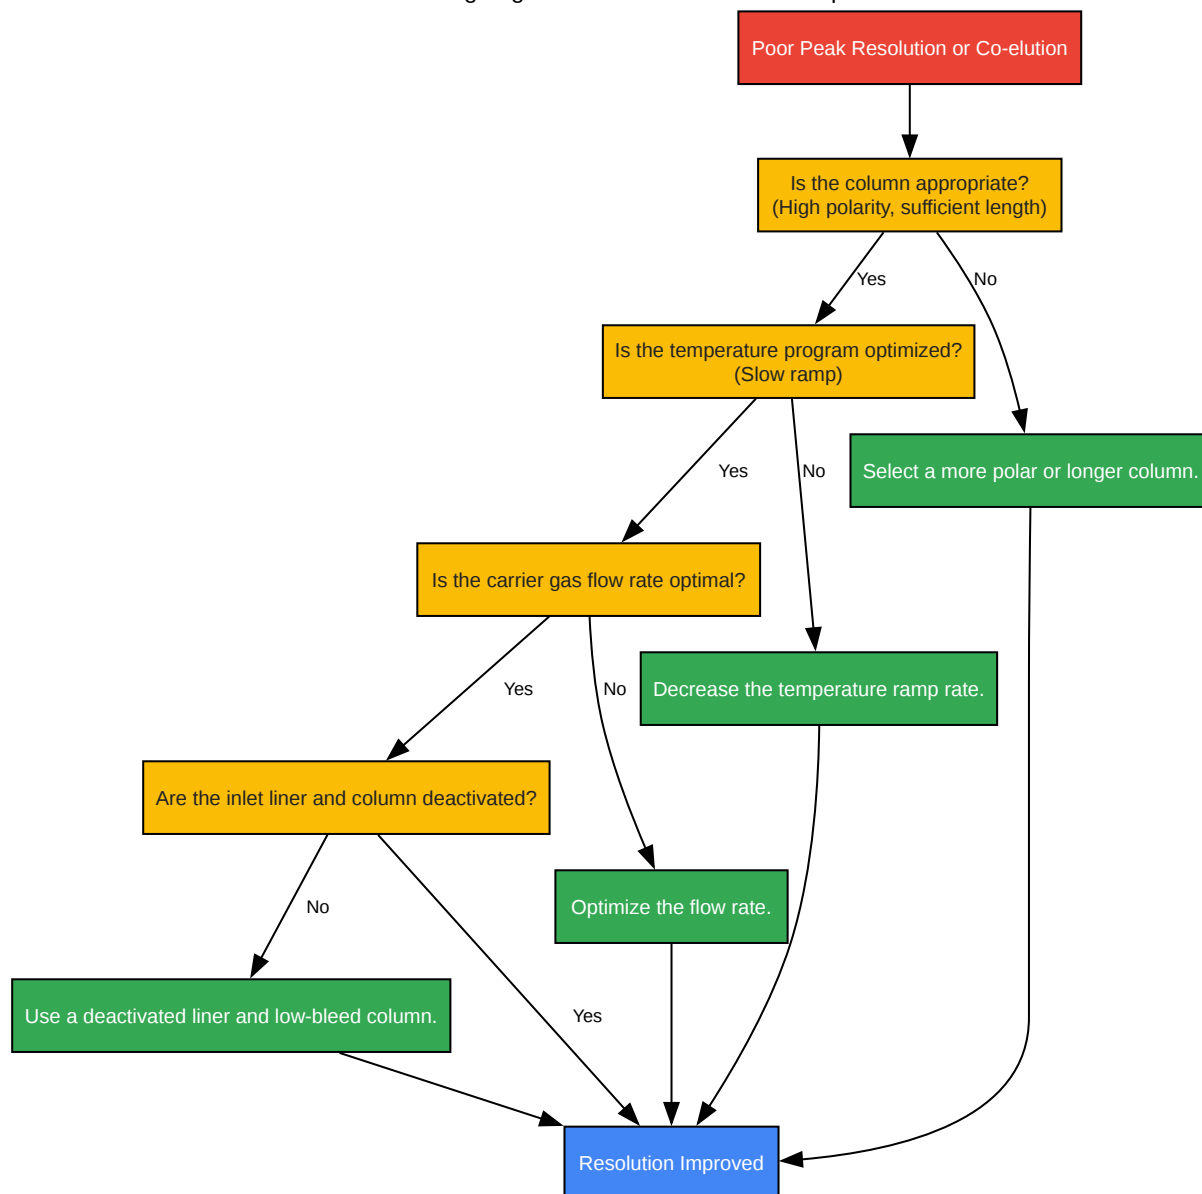 Poor Peak Resolution or Co-elution
Is the column appropriate?
(High polarity, sufficient length)
Yes
No
Is the temperature program optimized?
(Slow ramp)
Yes
No
Select a more polar or longer column.
Is the carrier gas flow rate optimal?
Yes
No
Decrease the temperature ramp rate.
Are the inlet liner and column deactivated?
No
Optimize the flow rate.
Use a deactivated liner and low-bleed column.
Yes
Resolution Improved